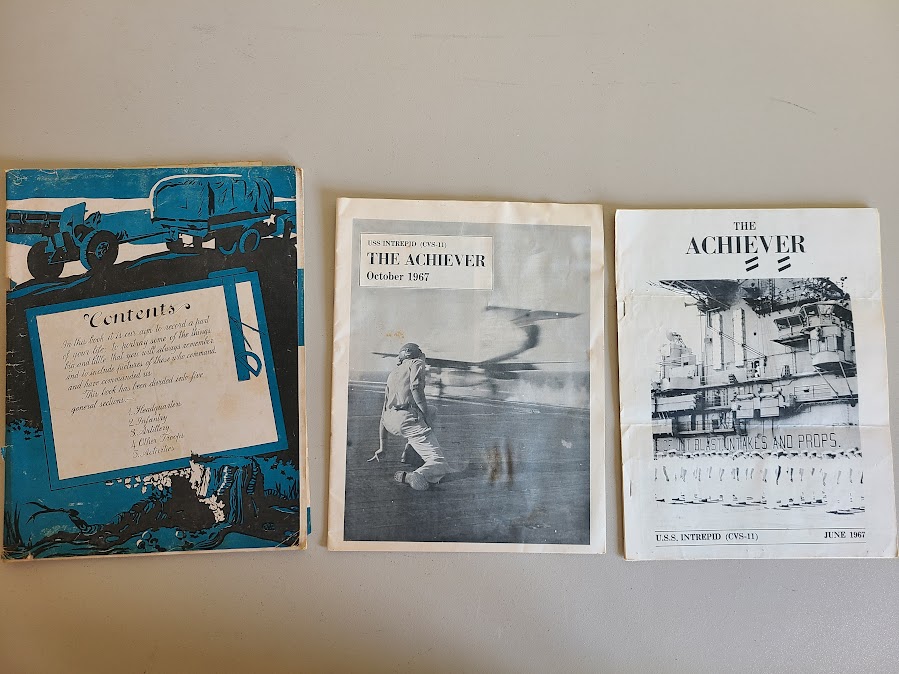 Contents
In this book it is our aim to record a part
of your life - to portray some of the things
big and little that you will always remember
and to include pictures of those who command,
and have commanded us.
This book has been divided into five
general sections -
1. Headquarters
2. Infantry
3. Artillery
4. Other Troops
5. Activities
USS INTREPID (CVS-11)
THE ACHIEVER
October 1967
THE
ACHIEVER
BLAST INTAKES AND PROPS.
U.S.S. INTREPID (CVS-11) JUNE 1967